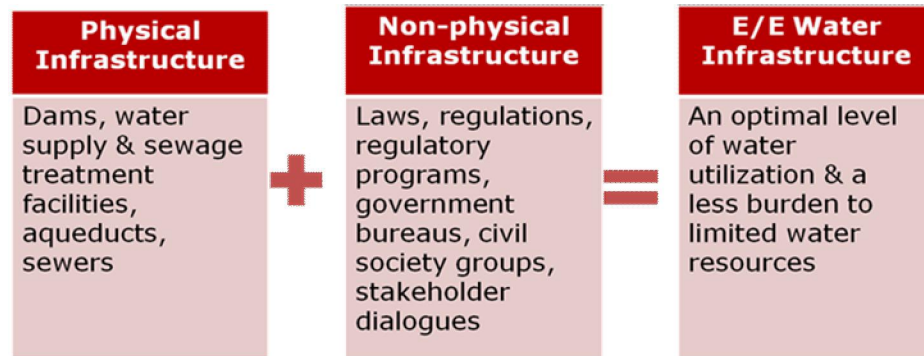 Physical
Infrastructure
Dams, water
supply & sewage
treatment
facilities,
aqueducts,
sewers
+
Non-physical
Infrastructure
Laws, regulations,
regulatory
programs,
government
bureaus, civil
society groups,
stakeholder
dialogues
=
E/E Water
Infrastructure
An optimal level
of water
utilization & a
less burden to
limited water
resources